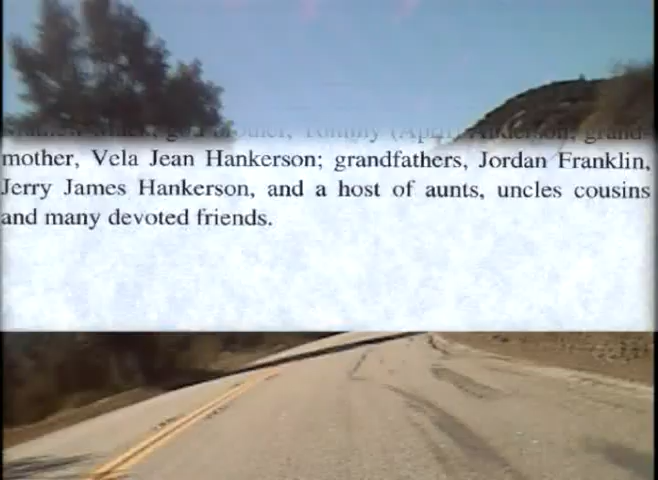 mother, Vela Jean Hankerson; grandfathers, Jordan Franklin,
Jerry James Hankerson, and a host of aunts, uncles cousins
and many devoted friends.